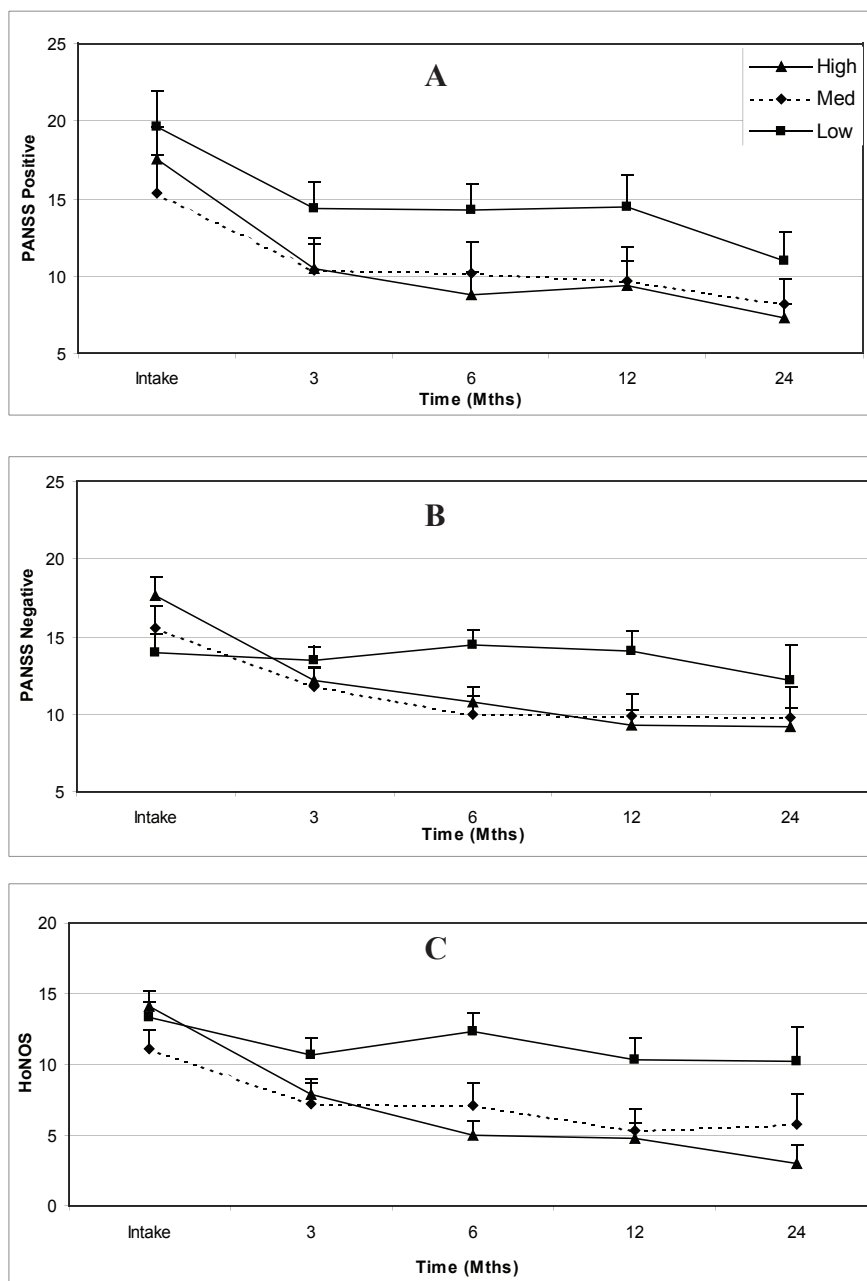 25
20
15
10
5
PANSS Positive
A
High
Med
Low
Intake 3 6 12 24
Time (Mths)
25
20
15
10
5
PANSS Negative
B
Intake 3 6 12 24
Time (Mths)
20
15
10
5
0
HoNOS
C
Intake 3 6 12 24
Time (Mths)